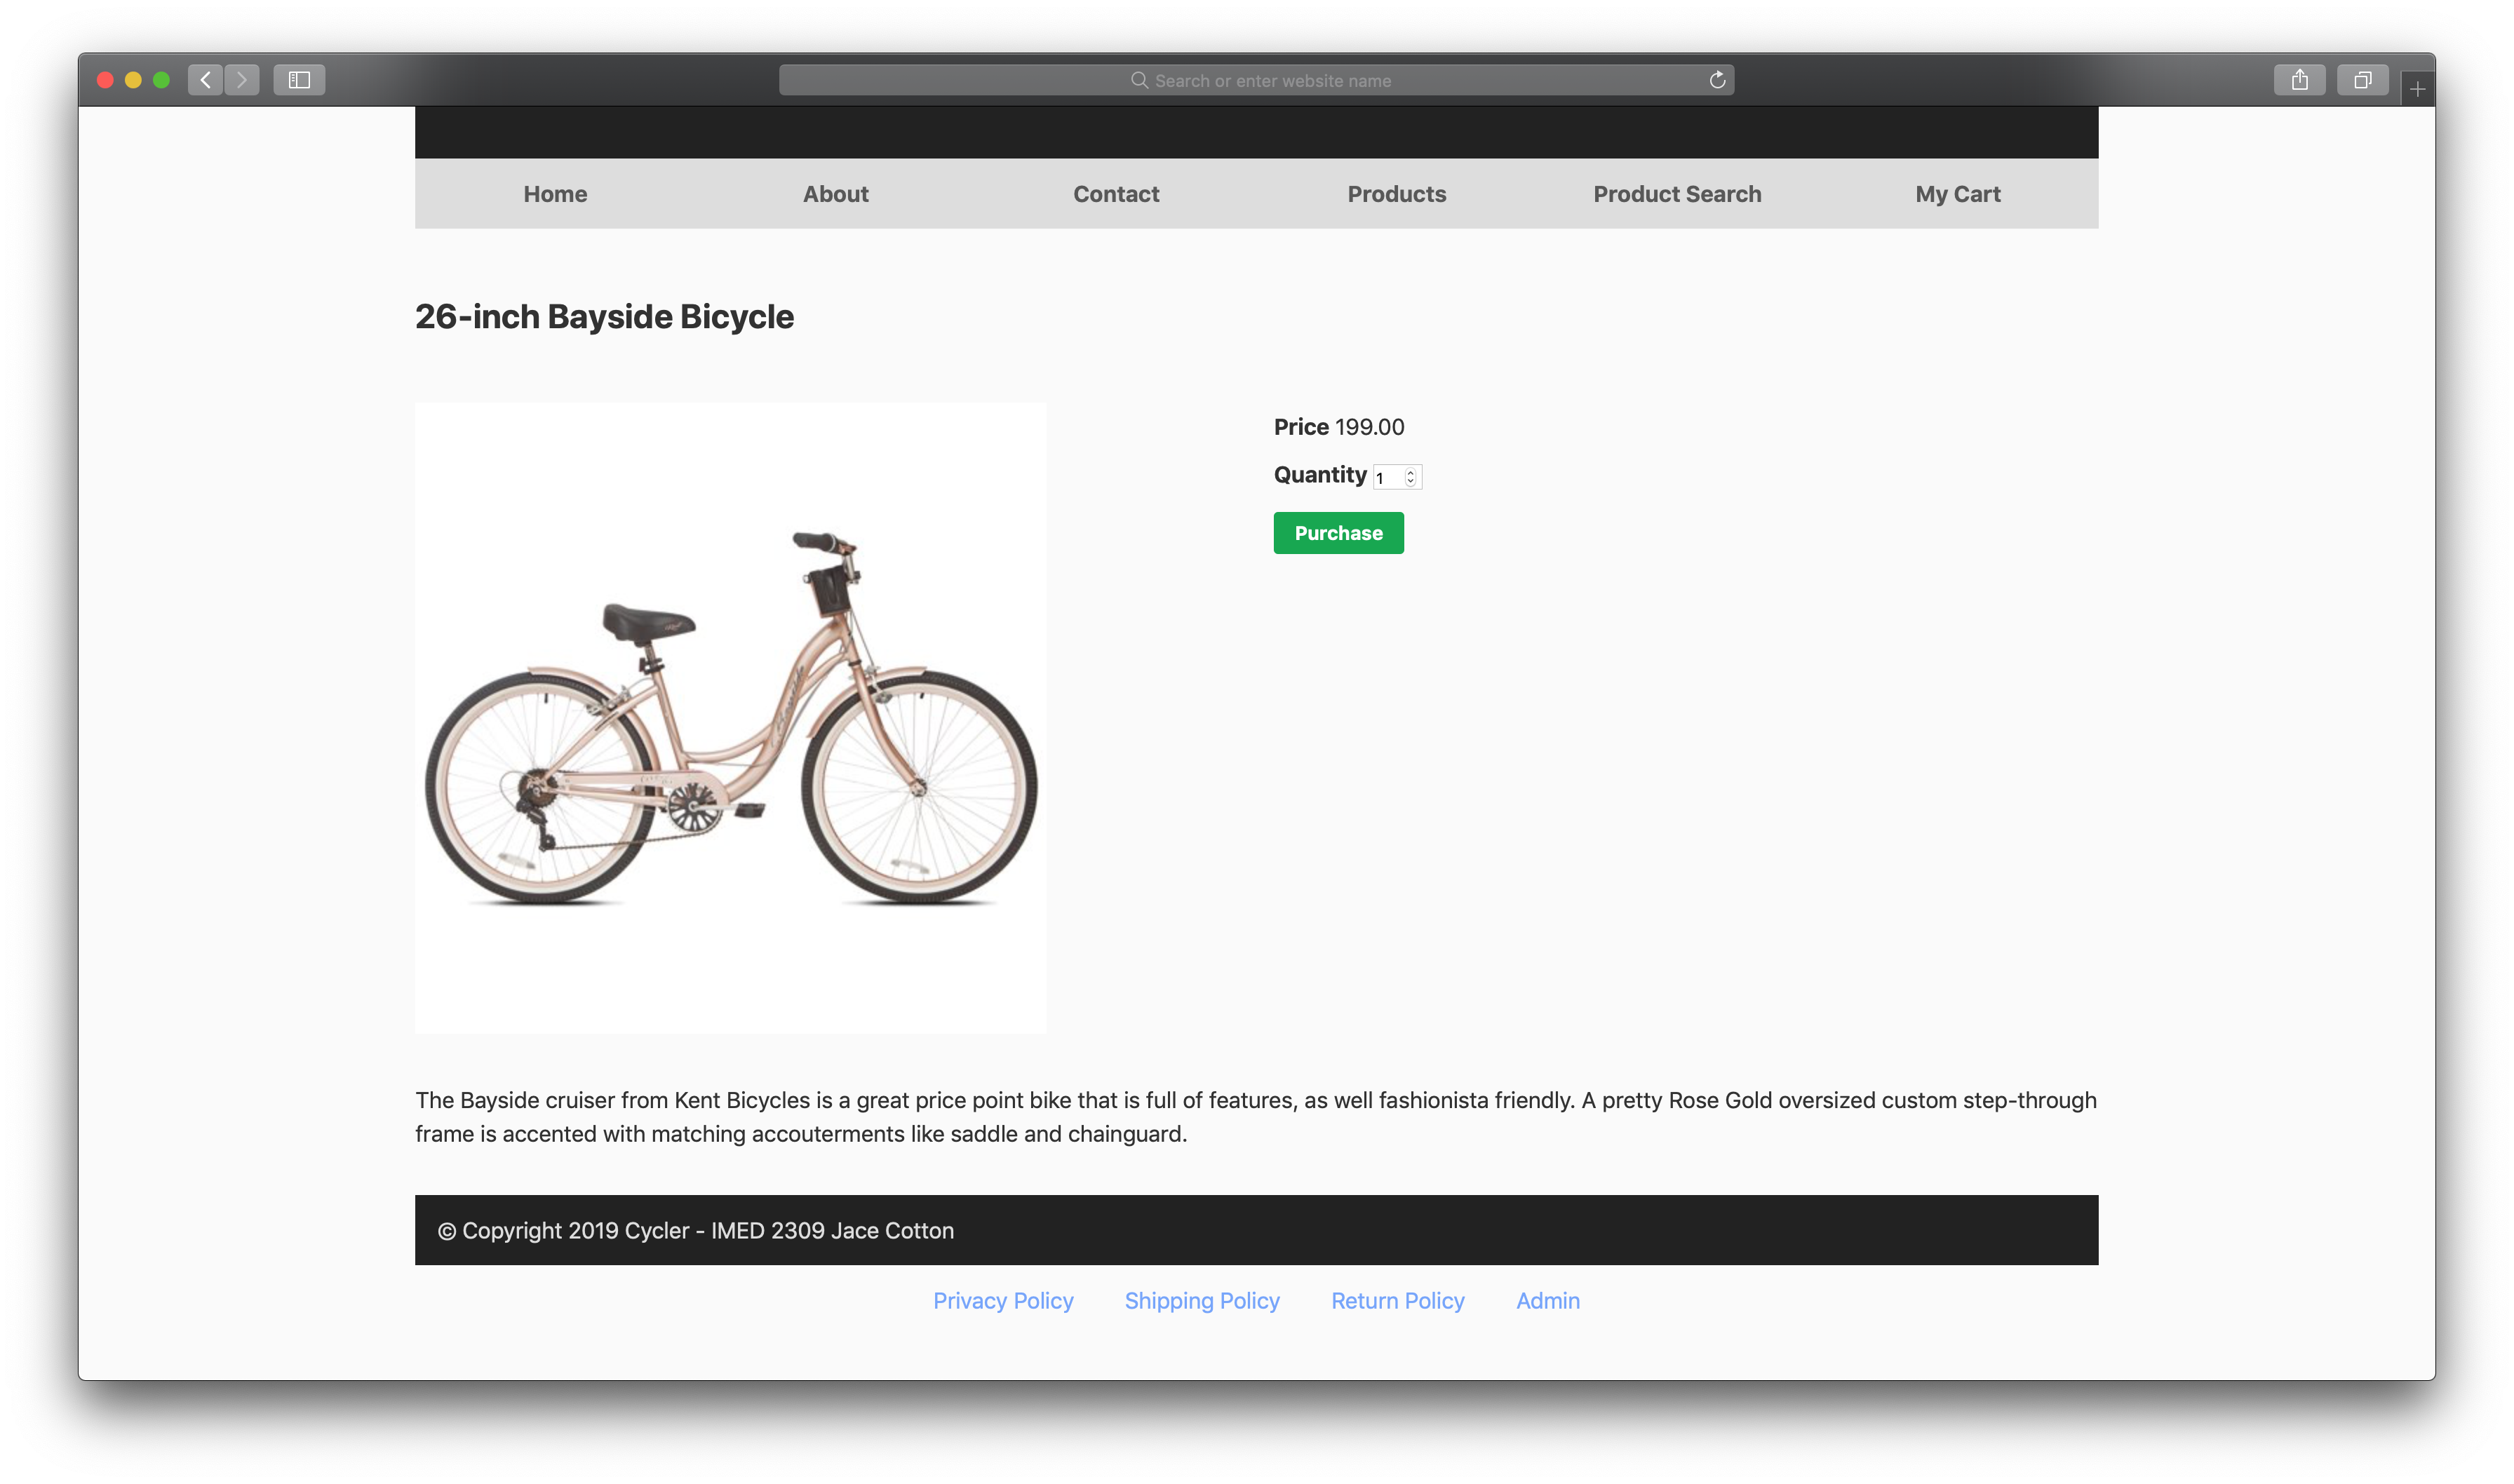 Search or enter website name
Home About Contact Products Product Search My Cart
26-inch Bayside Bicycle
Price 199.00
Quantity 1
Purchase
The Bayside cruiser from Kent Bicycles is a great price point bike that is full of features, as well fashionista friendly. A pretty Rose Gold oversized custom step-through
frame is accented with matching accouterments like saddle and chainguard.
© Copyright 2019 Cycler - IMED 2309 Jace Cotton
Privacy Policy Shipping Policy Return Policy Admin